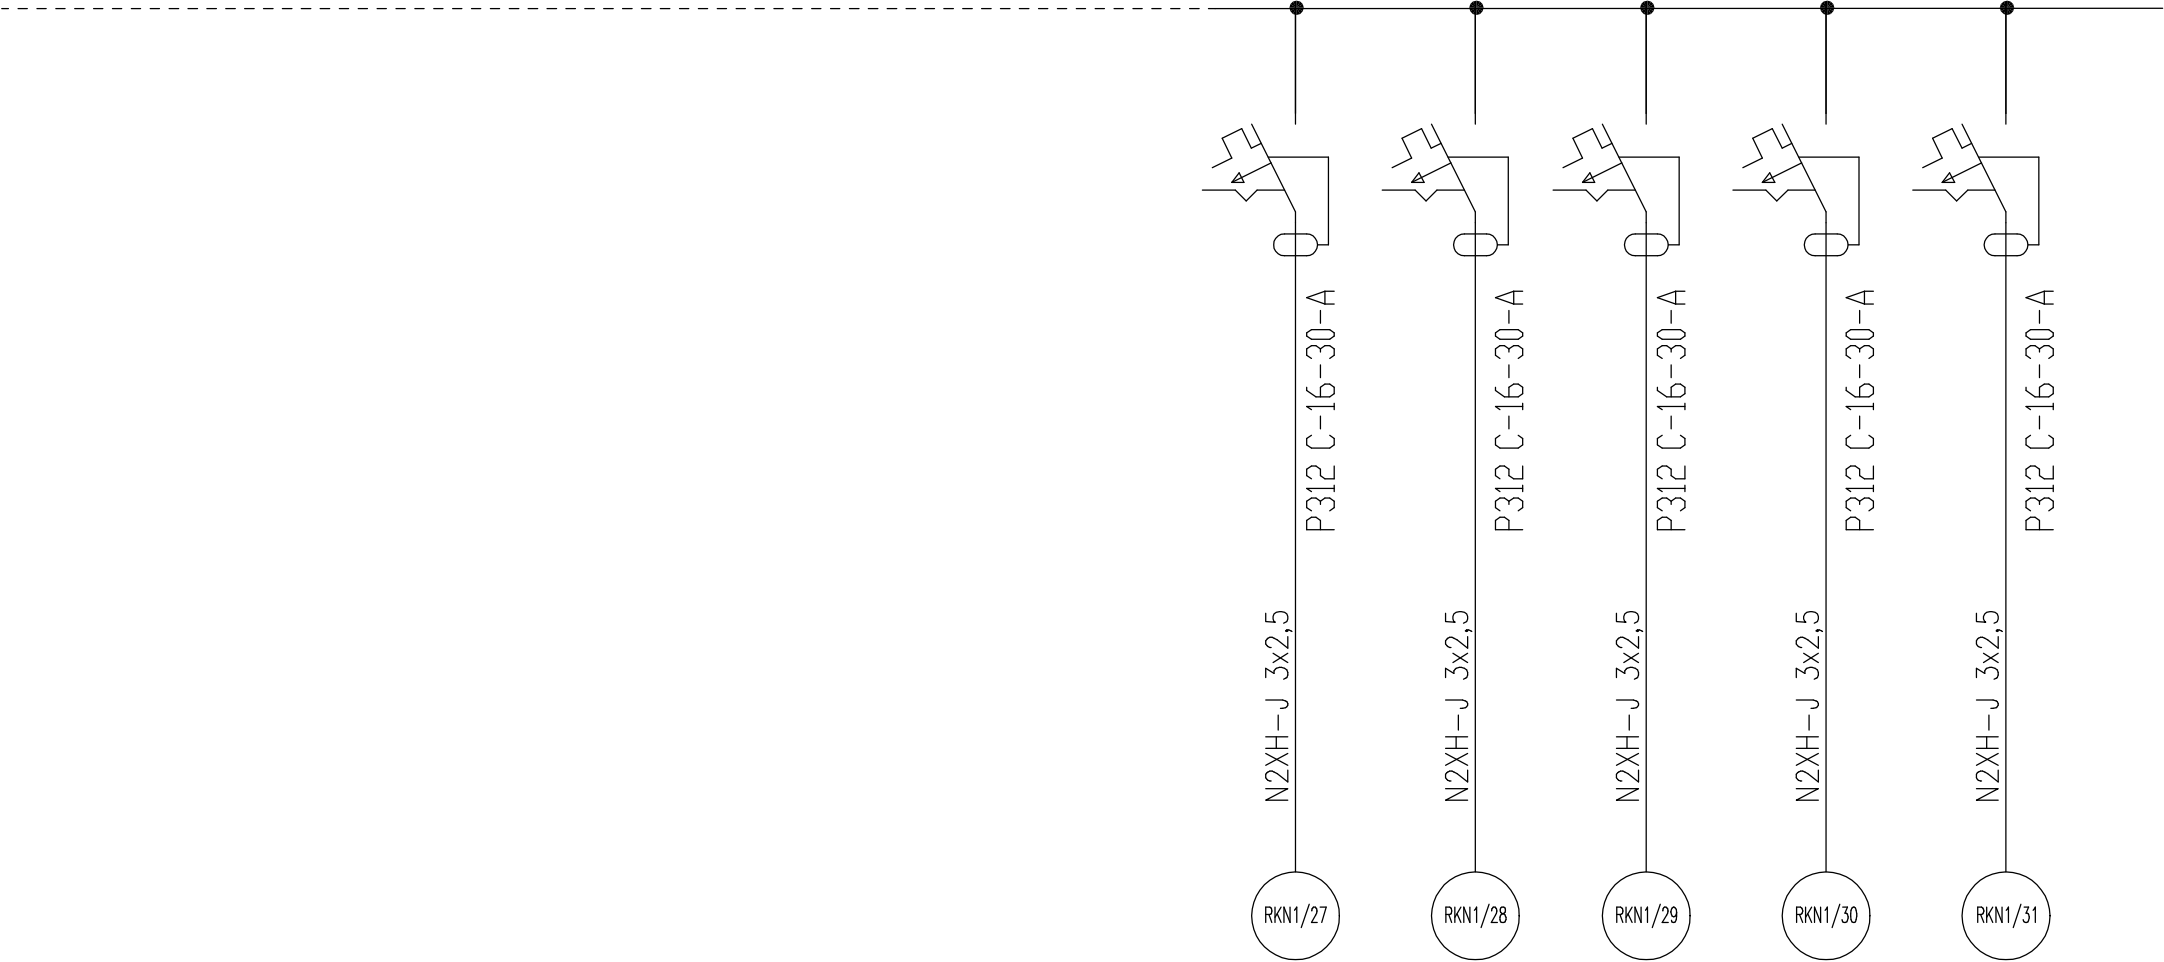 P312 C-16-30-A
P312 C-16-30-A
P312 C-16-30-A
P312 C-16-30-A
P312 C-16-30-A
N2XH-J 3x2,5
N2XH-J 3x2,5
N2XH-J 3x2,5
N2XH-J 3x2,5
N2XH-J 3x2,5
RKN1/27
RKN1/28
RKN1/29
RKN1/30
RKN1/31